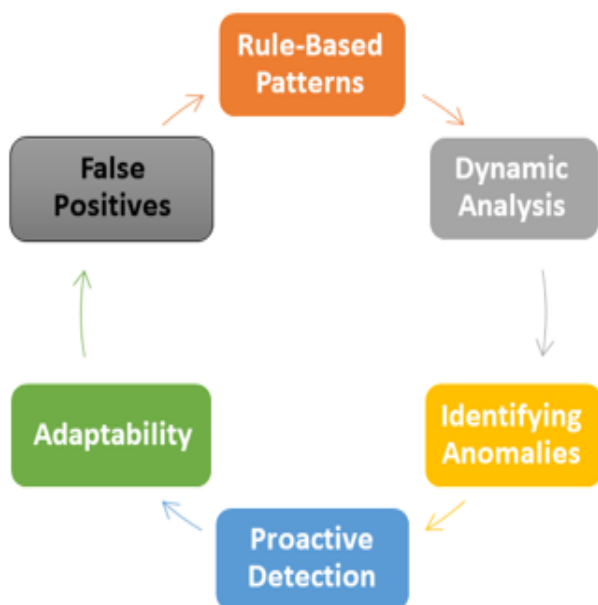 Rule-Based
Patterns
Dynamic
Analysis
Identifying
Anomalies
Proactive
Detection
Adaptability
False
Positives